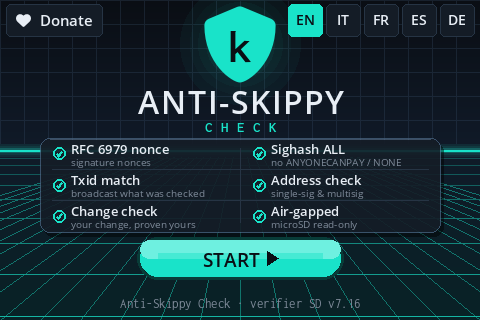 Donate
EN IT FR ES DE
k
ANTI-SKIPPY
CHECK
RFC 6979 nonce
signature nonces
Sighash ALL
no ANYONECANPAY / NONE
Txid match
broadcast what was checked
Address check
single-sig & multisig
Change check
your change, proven yours
Air-gapped
microSD read-only
START
Anti-Skippy Check · verifier SD v7.16